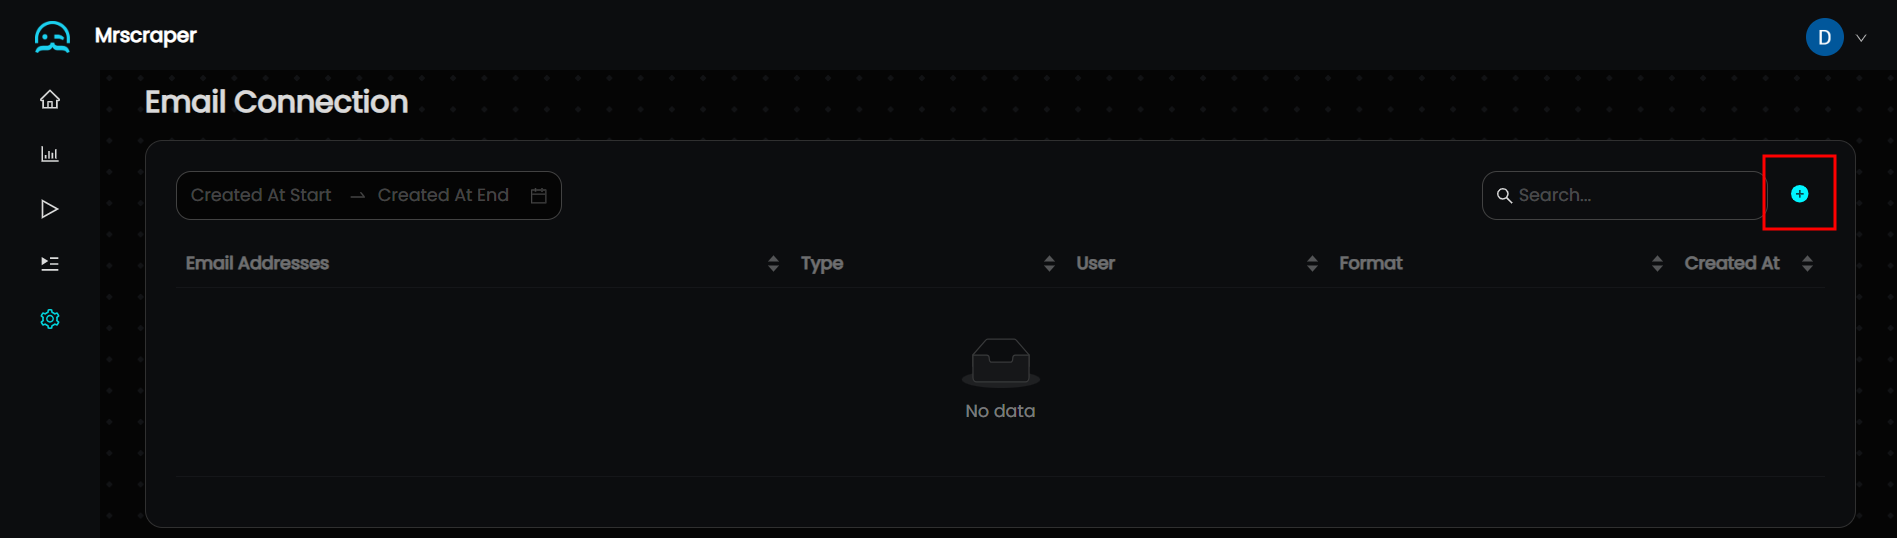 Mrscraper
D
Email Connection
Created At Start → Created At End
Search...
Email Addresses Type User Format Created At
No data